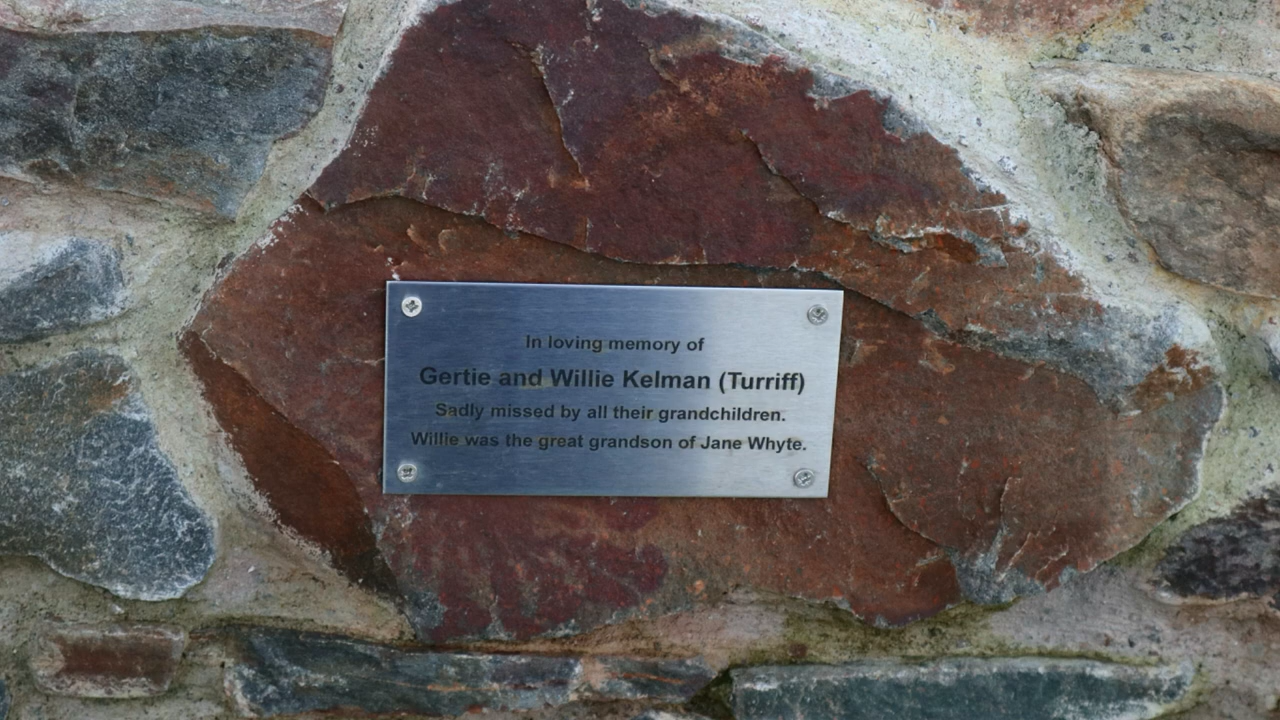 In loving memory of
Gertie and Willie Kelman (Turriff)
Sadly missed by all their grandchildren.
Willie was the great grandson of Jane Whyte.